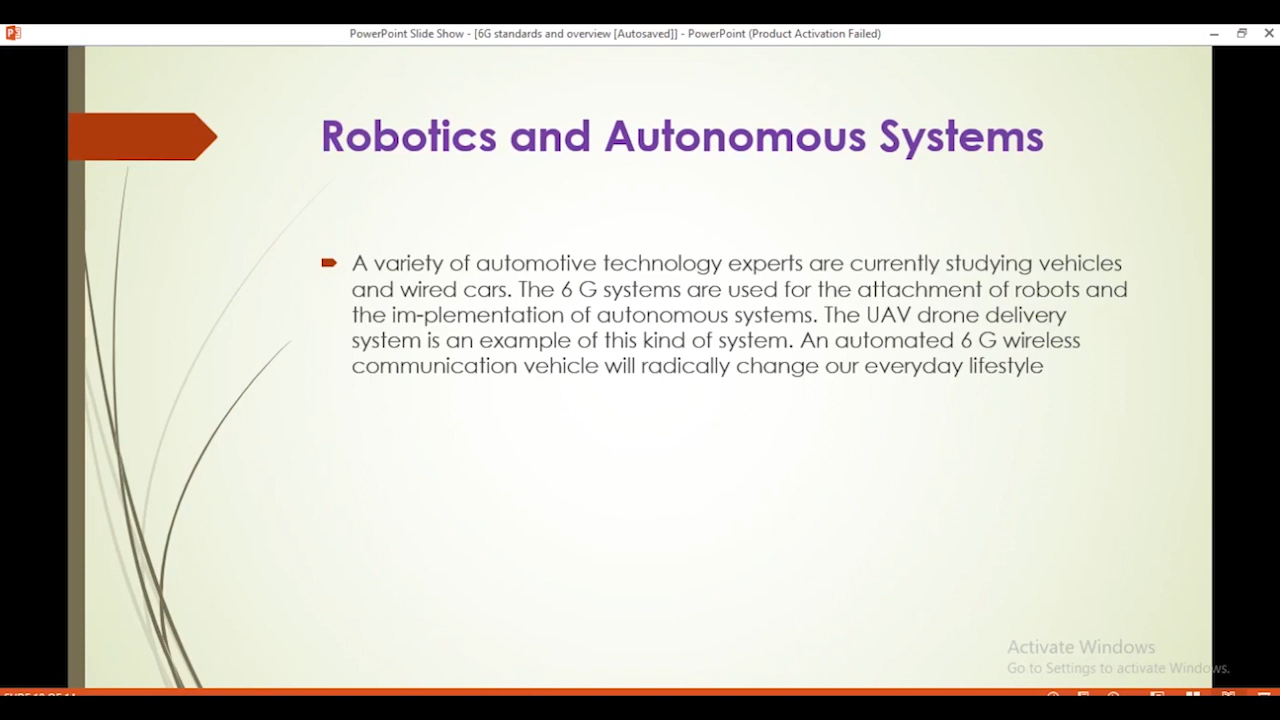 PowerPoint Slide Show - [6G standards and overview [Autosaved]] - PowerPoint (Product Activation Failed)
Robotics and Autonomous Systems
A variety of automotive technology experts are currently studying vehicles
and wired cars. The 6 G systems are used for the attachment of robots and
the im-plementation of autonomous systems. The UAV drone delivery
system is an example of this kind of system. An automated 6 G wireless
communication vehicle will radically change our everyday lifestyle
Activate Windows
Go to Settings to activate Windows.